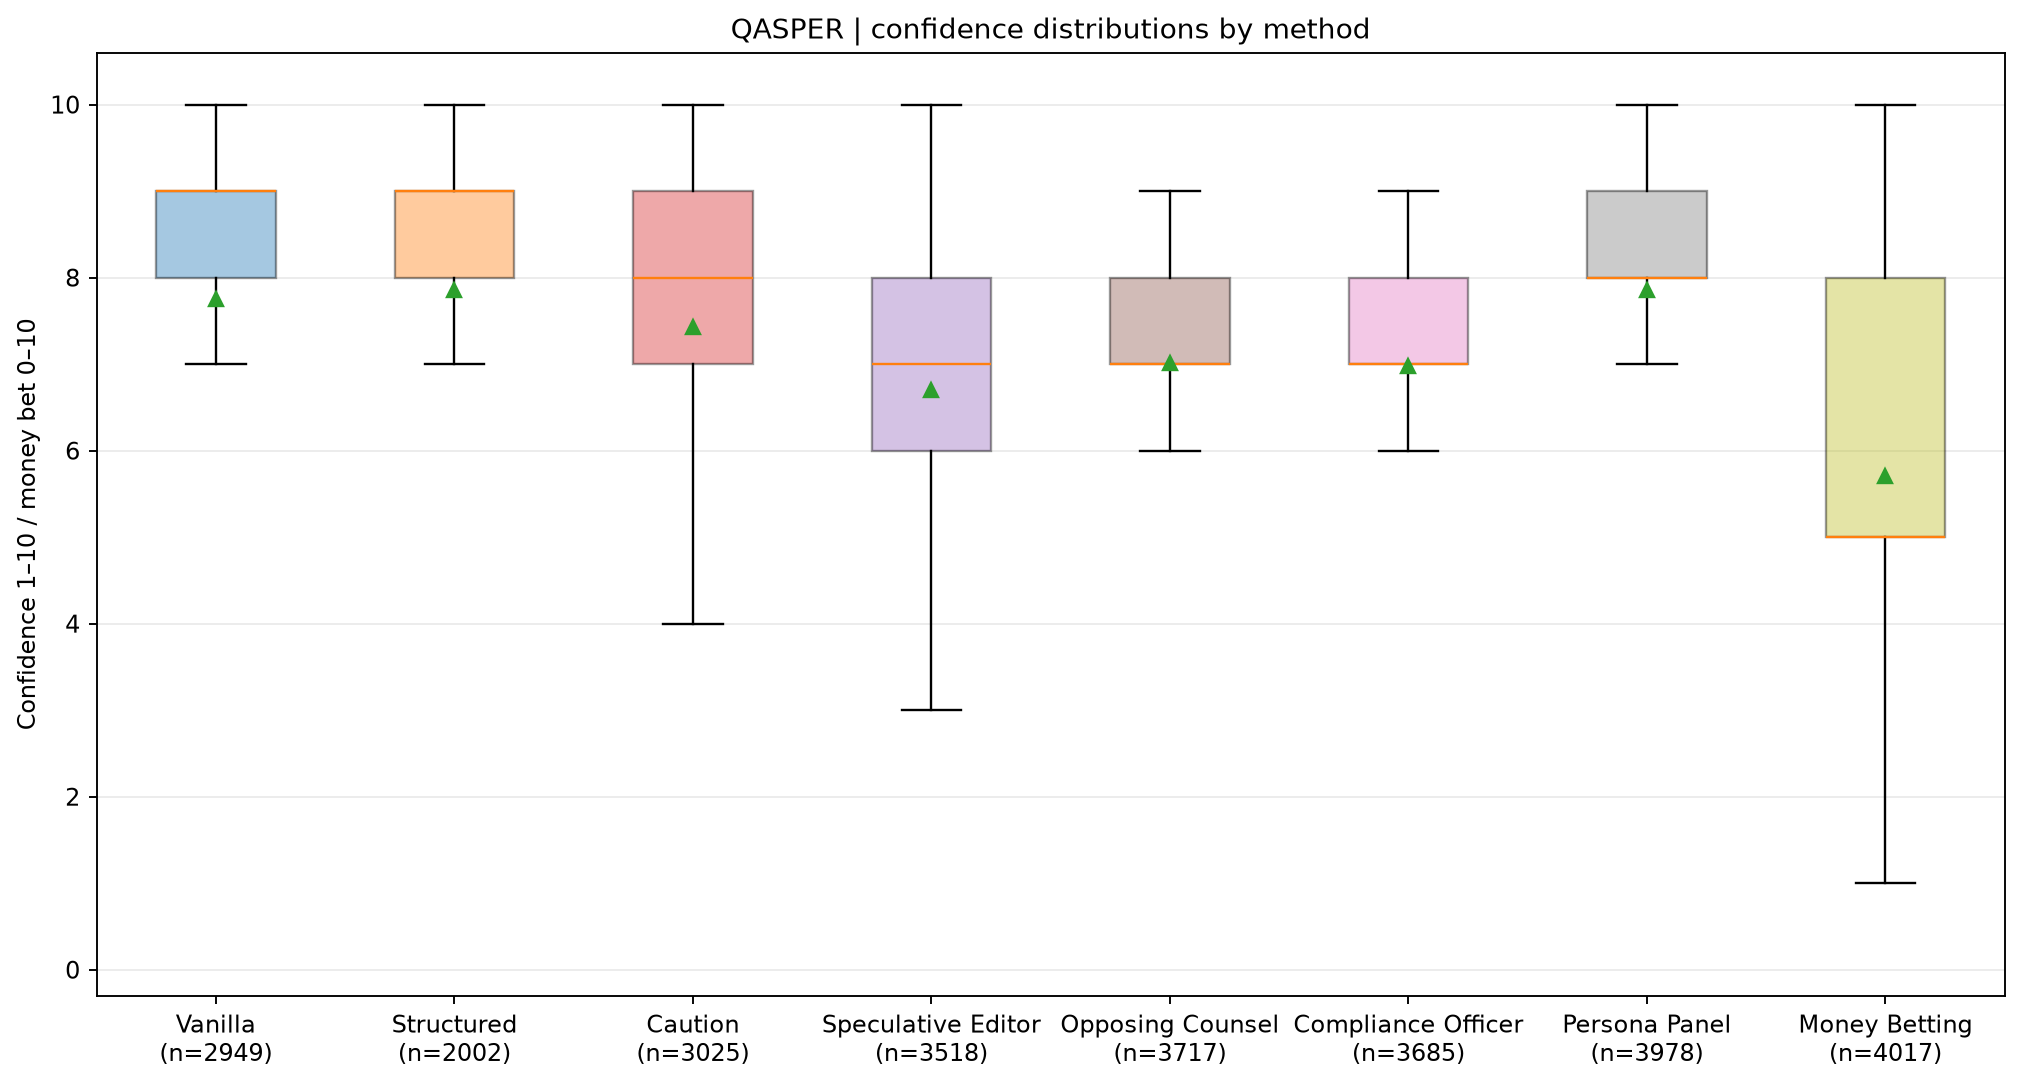 QASPER | confidence distributions by method
Confidence 1–10 / money bet 0–10
10
8
6
4
2
0
Vanilla
(n=2949)
Structured
(n=2002)
Caution
(n=3025)
Speculative Editor
(n=3518)
Opposing Counsel
(n=3717)
Compliance Officer
(n=3685)
Persona Panel
(n=3978)
Money Betting
(n=4017)